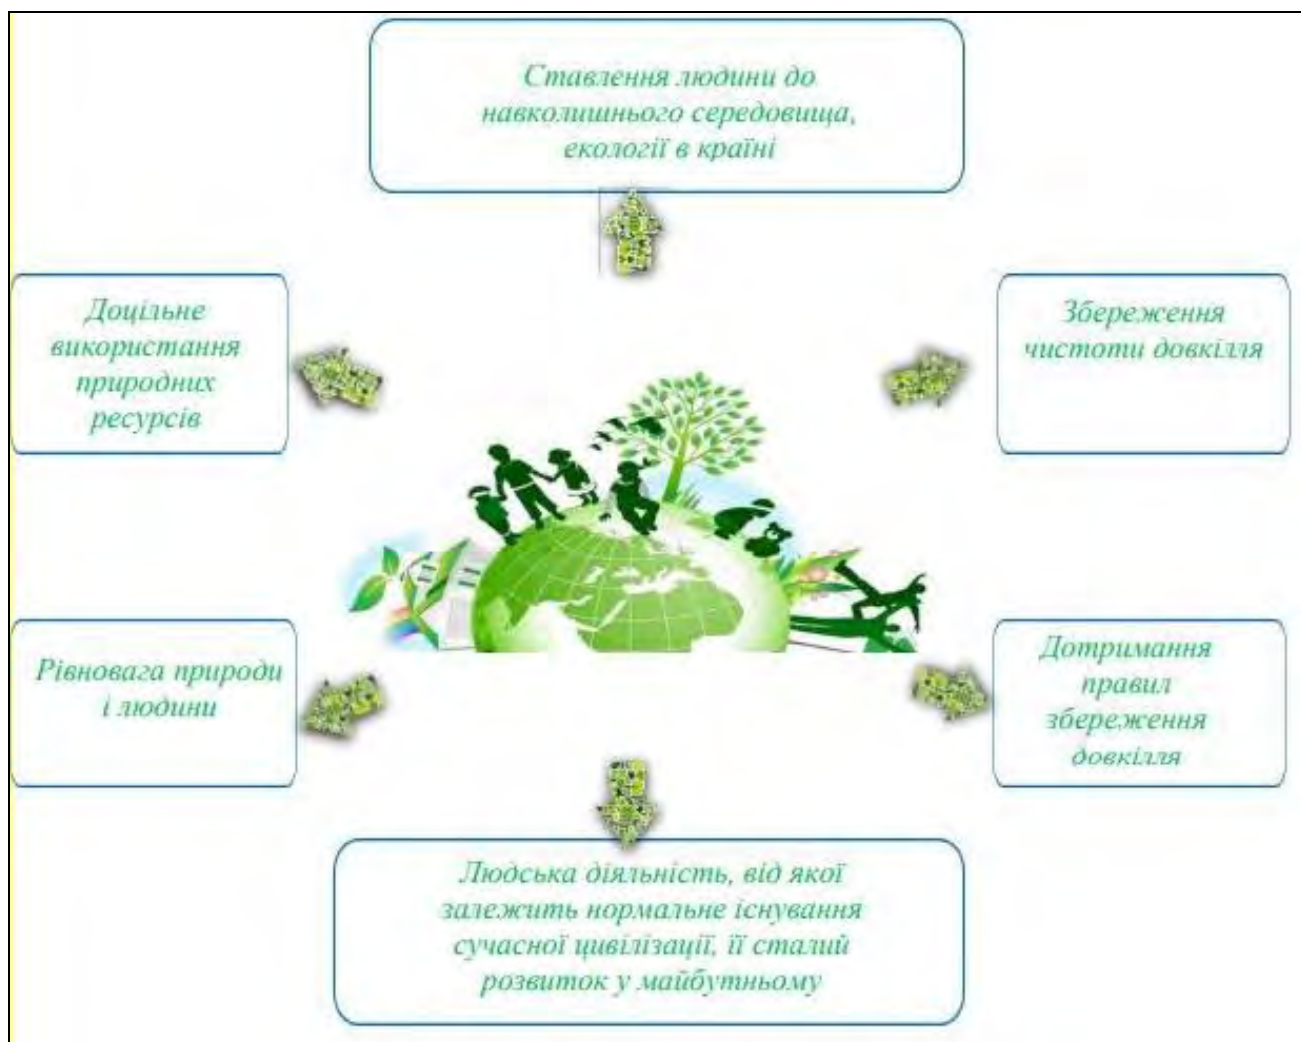 Ставлення людини до
навколишнього середовища,
екології в країні
Доцільне
використання
природних
ресурсів
Збереження
чистоти довкілля
Рівновага природи
і людини
Дотримання
правил
збереження
довкілля
Людська діяльність, від якої
залежить нормальне існування
сучасної цивілізації, її сталий
розвиток у майбутньому